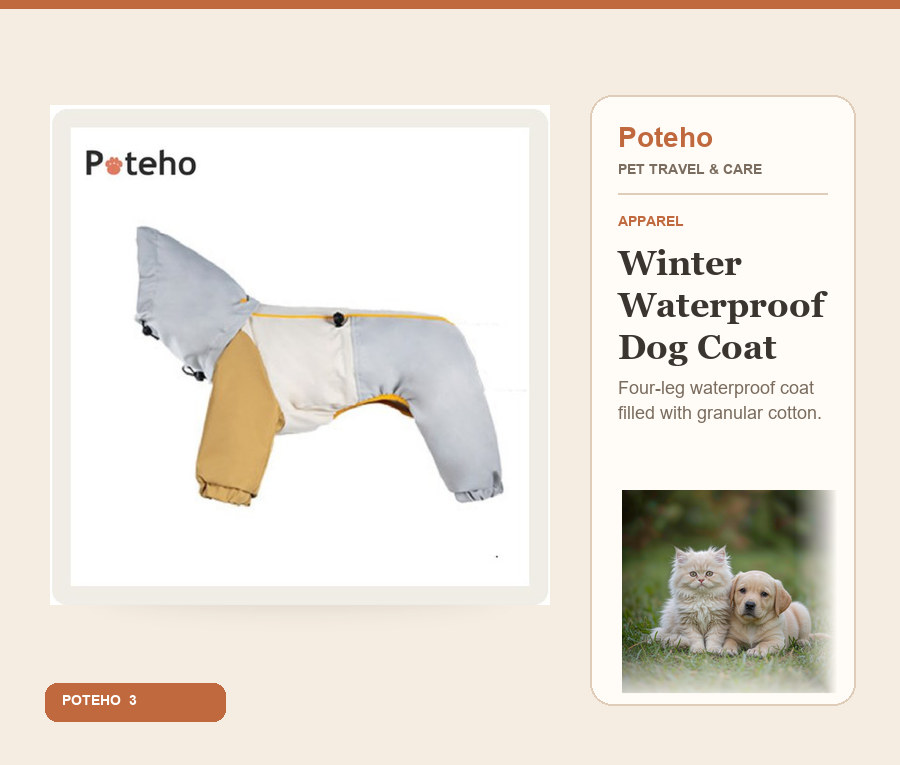 Poteho
Poteho
PET TRAVEL & CARE
APPAREL
Winter
Waterproof
Dog Coat
Four-leg waterproof coat
filled with granular cotton.
POTEHO 3